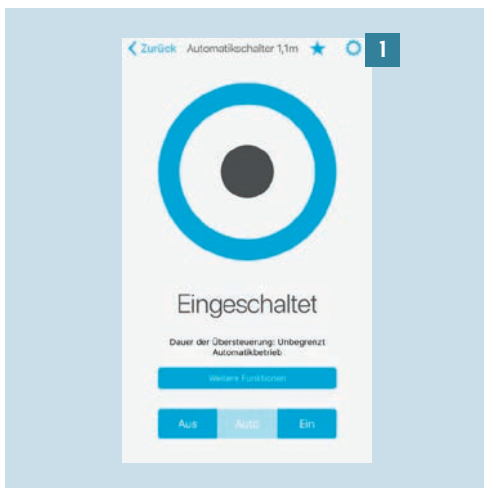 Zurück Automatikschalter 1,1m
1
Eingeschaltet
Dauer der Übersteuerung: Unbegrenzt
Automatikbetrieb
Weitere Funktionen
Aus Auto Ein